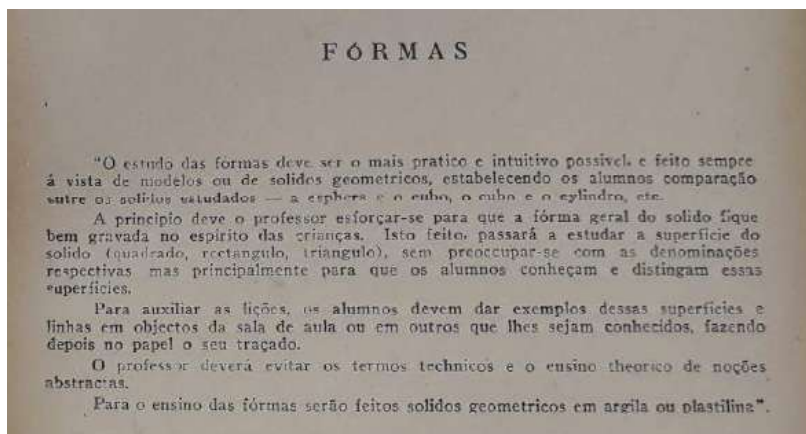 FÓRMAS
"O estudo das fórmas deve ser o mais pratico e intuitivo possivel, e feito sempre
á vista de modelos ou de solidos geometricos, estabelecendo os alumnos comparação
entre os solidos estudados — a esphera e o cubo, o cubo e o cylindro, etc.
A principio deve o professor esforçar-se para que a fórma geral do solido fique
bem gravada no espirito das crianças. Isto feito, passará a estudar a superficie do
solido (quadrado, rectangulo, triangulo), sem preoccupar-se com as denominações
respectivas mas principalmente para que os alumnos conheçam e distingam essas
superficies.
Para auxiliar as lições, os alumnos devem dar exemplos dessas superficies e
linhas em objectos da sala de aula ou em outros que lhes sejam conhecidos, fazendo
depois no papel o seu traçado.
O professor deverá evitar os termos technicos e o ensino theorico de noções
abstractas.
Para o ensino das fórmas serão feitos solidos geometricos em argila ou plastilina".